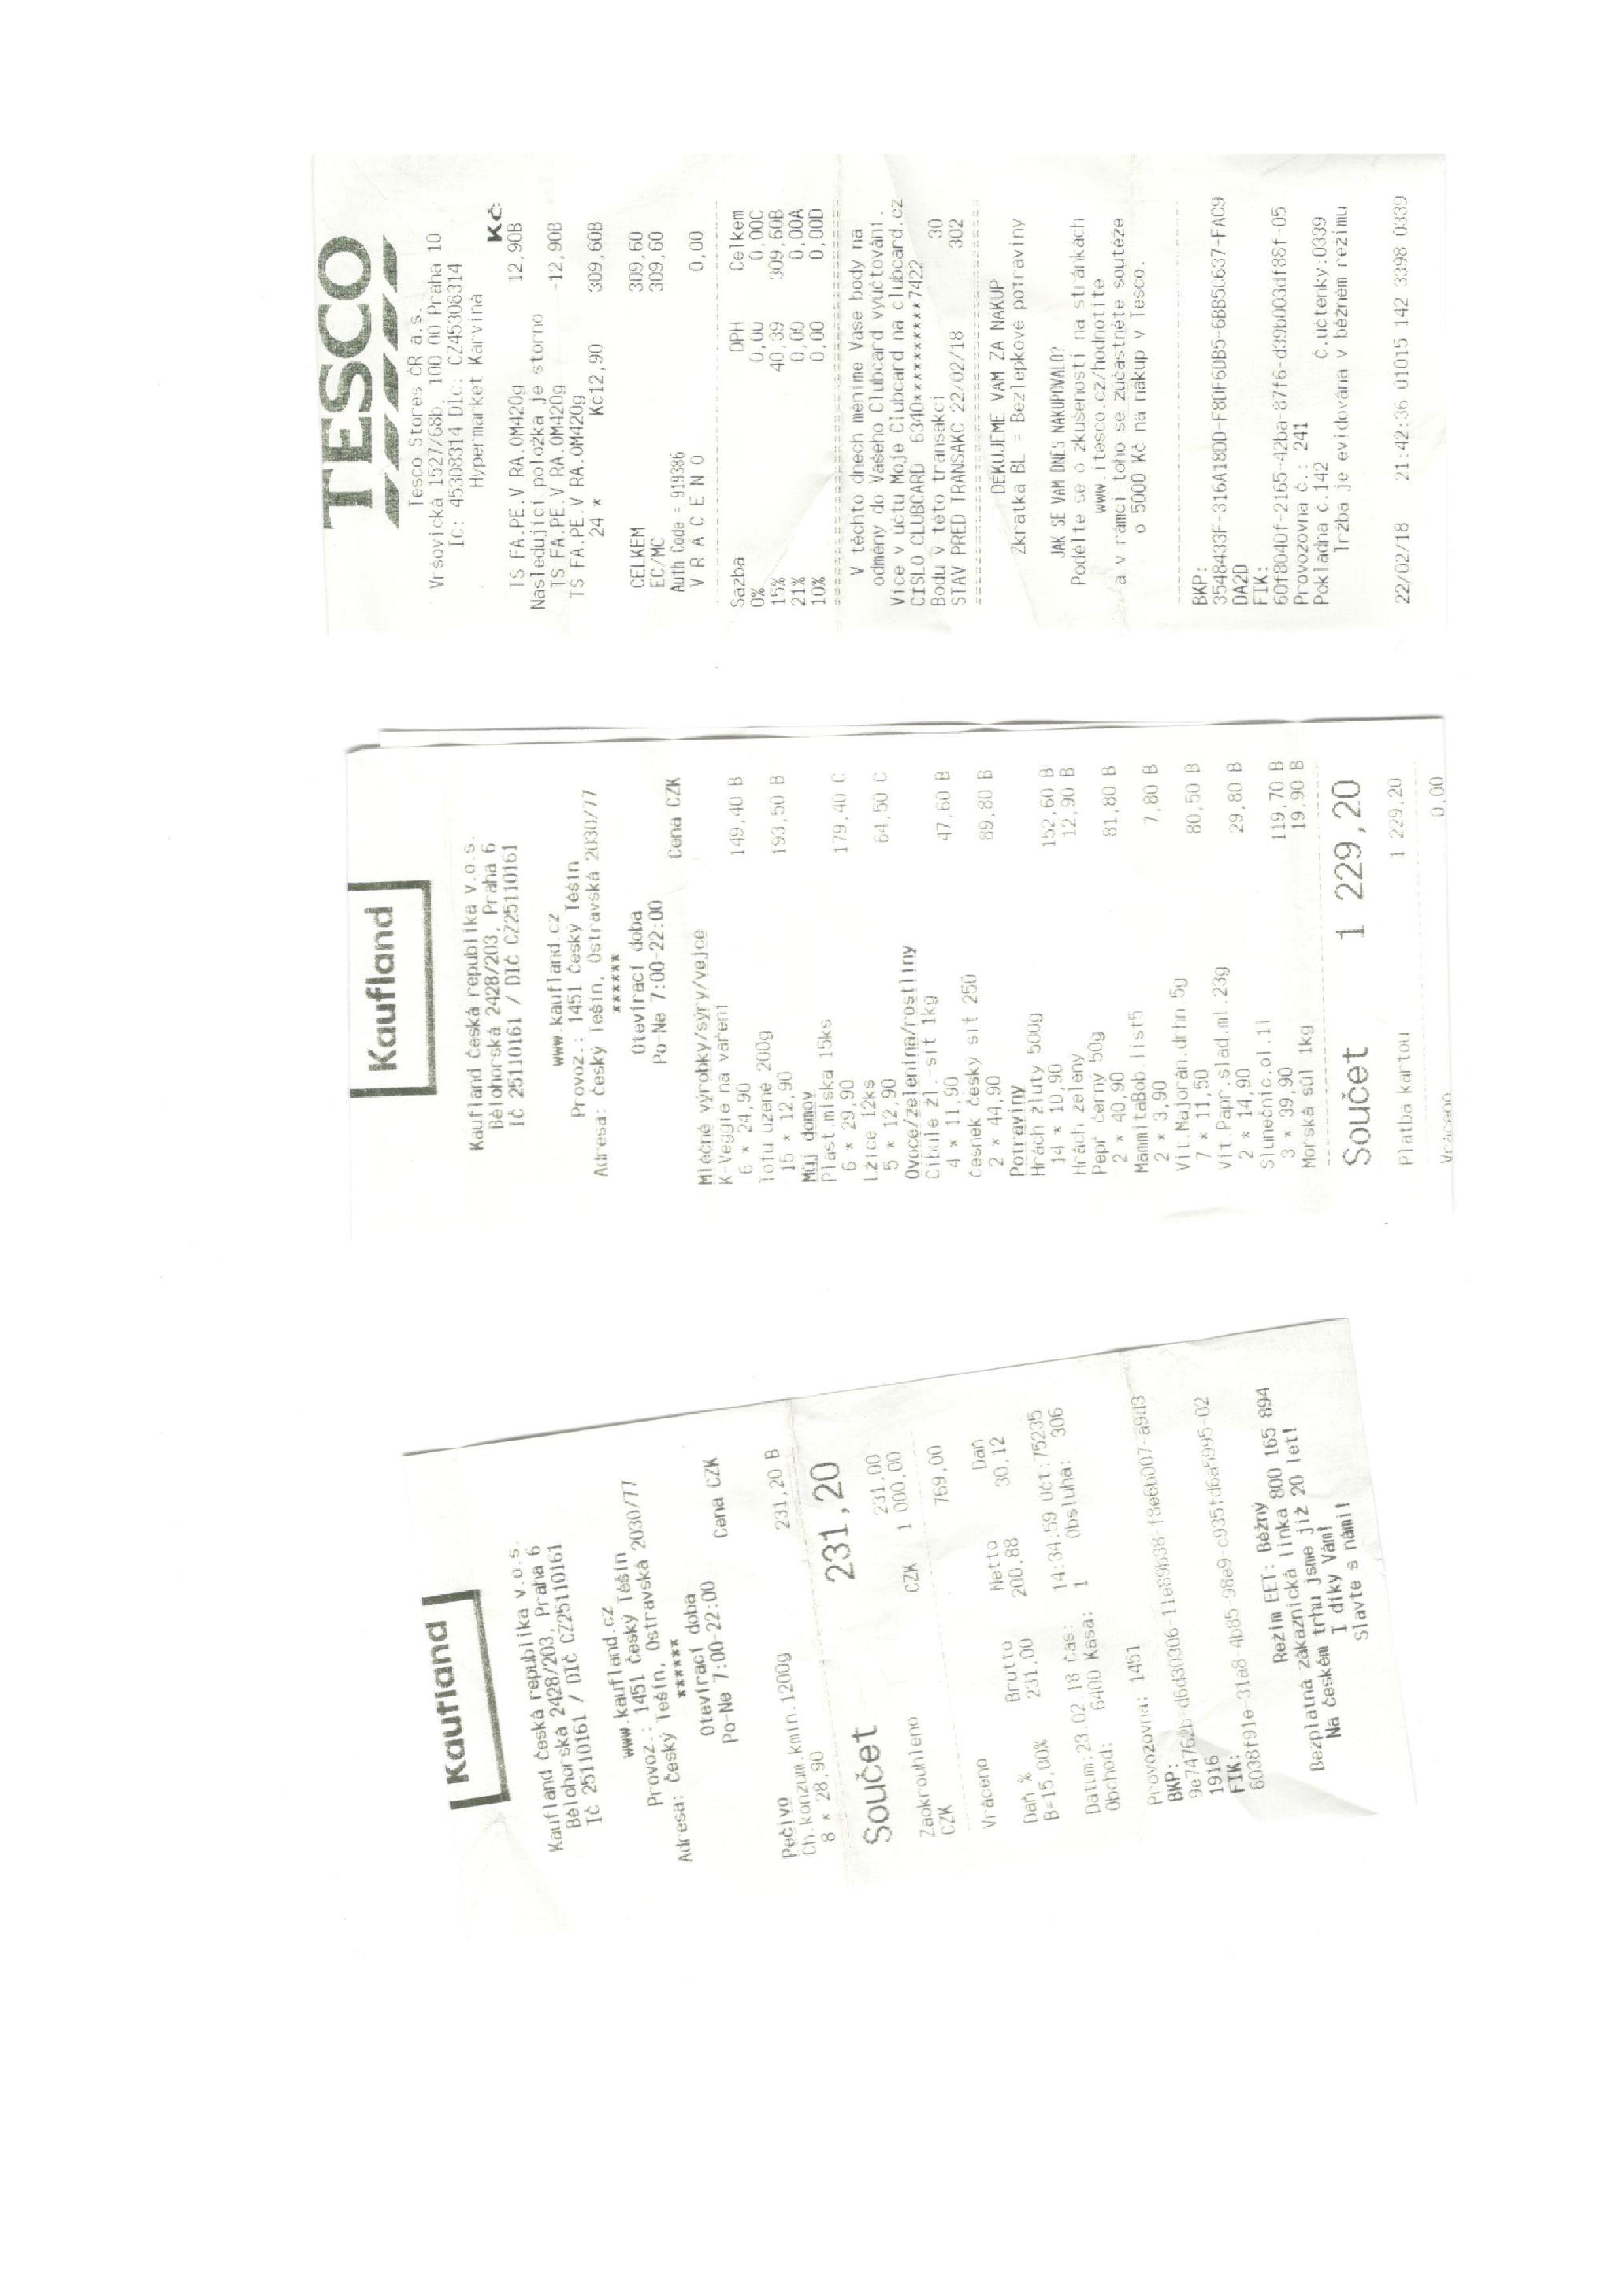 TESCO
Tesco Stores ČR a.s.
Vršovická 1527/68b, 100 00 Praha 10
Ic: 45308314 DIc: CZ45308314
Hypermarket Karviná
Kč
TS FA.PE.V RA.OM420g 12,90B
Následující položka je storno
TS FA.PE.V RA.OM420g -12,90B
TS FA.PE.V RA.OM420g
24 * Kč12,90 309,60B
CELKEM 309,60
EC/MC 309,60
Auth Code = 919386
V R Á C E N O 0,00
Sazba DPH Celkem
0% 0,00 0,00C
15% 40,39 309,60B
21% 0,00 0,00A
10% 0,00 0,00D
V těchto dnech měníme Vaše body na
odměny do Vašeho Clubcard vyúčtování.
Více v účtu Moje Clubcard na clubcard.cz
CISLO CLUBCARD 6340**********7422
Bodu v této transakci 30
STAV PRED TRANSAKC 22/02/18 302
DEKUJEME VAM ZA NAKUP
Zkratka BL = Bezlepkové potraviny
JAK SE VAM DNES NAKUPOVALO?
Podělte se o zkušenosti na stránkách
www.itesco.cz/hodnotite
a v rámci toho se zúčastněte soutěže
o 5000 Kč na nákup v Tesco.
BKP:
3548433F-316A18DD-F8DF6DB5-6BB5C637-FAC9
DA2D
FIK:
60f8040f-2165-42ba-87f6-d39b003df88f-05
Provozovna č.: 241
Pokladna č.142 Č.účtenky:0339
Tržba je evidována v běžném režimu
22/02/18 21:42:36 01015 142 3398 0339
Kaufland
Kaufland česká republika v.o.s.
Bělohorská 2428/203, Praha 6
IČ 25110161 / DIČ CZ25110161
www.kaufland.cz
Provoz.: 1451 Český Těšín
Adresa: Český Těšín, Ostravská 2030/77
******
Otevírací doba
Po-Ne 7:00-22:00
Cena CZK
Mléčné výrobky/sýry/vejce
K-Veggie na vaření
6 * 24,90 149,40 B
Tofu uzené 200g
15 * 12,90 193,50 B
Můj domov
Plast.miska 15ks
6 * 29,90 179,40 C
Lžíce 12ks
5 * 12,90 64,50 C
Ovoce/zelenina/rostliny
Cibule žl.-sít 1kg
4 * 11,90 47,60 B
Česnek český sít 250
2 * 44,90 89,80 B
Potraviny
Hrách žlutý 500g
14 * 10,90 152,60 B
Hrách zelený 12,90 B
Pepř černý 50g
2 * 40,90 81,80 B
MammitaBob.list5
2 * 3,90 7,80 B
Vit.Majorán.drhn.5g
7 * 11,50 80,50 B
Vit.Papr.slad.ml.23g
2 * 14,90 29,80 B
Slunečnic.ol.1l
3 * 39,90 119,70 B
Mořská sůl 1kg 19,90 B
Součet 1 229,20
Platba kartou 1 229,20
Vráceno 0,00
Kaufland
Kaufland česká republika v.o.s.
Bělohorská 2428/203, Praha 6
IČ 25110161 / DIČ CZ25110161
www.kaufland.cz
Provoz.: 1451 Český Těšín
Adresa: Český Těšín, Ostravská 2030/77
******
Otevírací doba
Po-Ne 7:00-22:00
Cena CZK
Pečivo
Ch.konzum.kmín.1200g
8 * 28,90 231,20 B
Součet 231,20
Zaokrouhleno 231,00
CZK CZK 1 000,00
Vráceno 769,00
Daň % Brutto Netto Daň
B=15,00% 231.00 200.88 30,12
Datum:23.02.18 Čas: 14:34:59 Účt:75235
Obchod: 6400 Kasa: 1 Obsluha: 306
Provozovna: 1451
BKP:
9e74762b-d6d30306-11e89b38-f8e6b007-a9d3
1916
FIK:
6038f91e-31a8-4b85-98e9-c935fd6a5995-02
Režim EET: Běžný
Bezplatná zákaznická linka 800 165 894
Na českém trhu jsme již 20 let!
I díky Vám!
Slavte s námi!